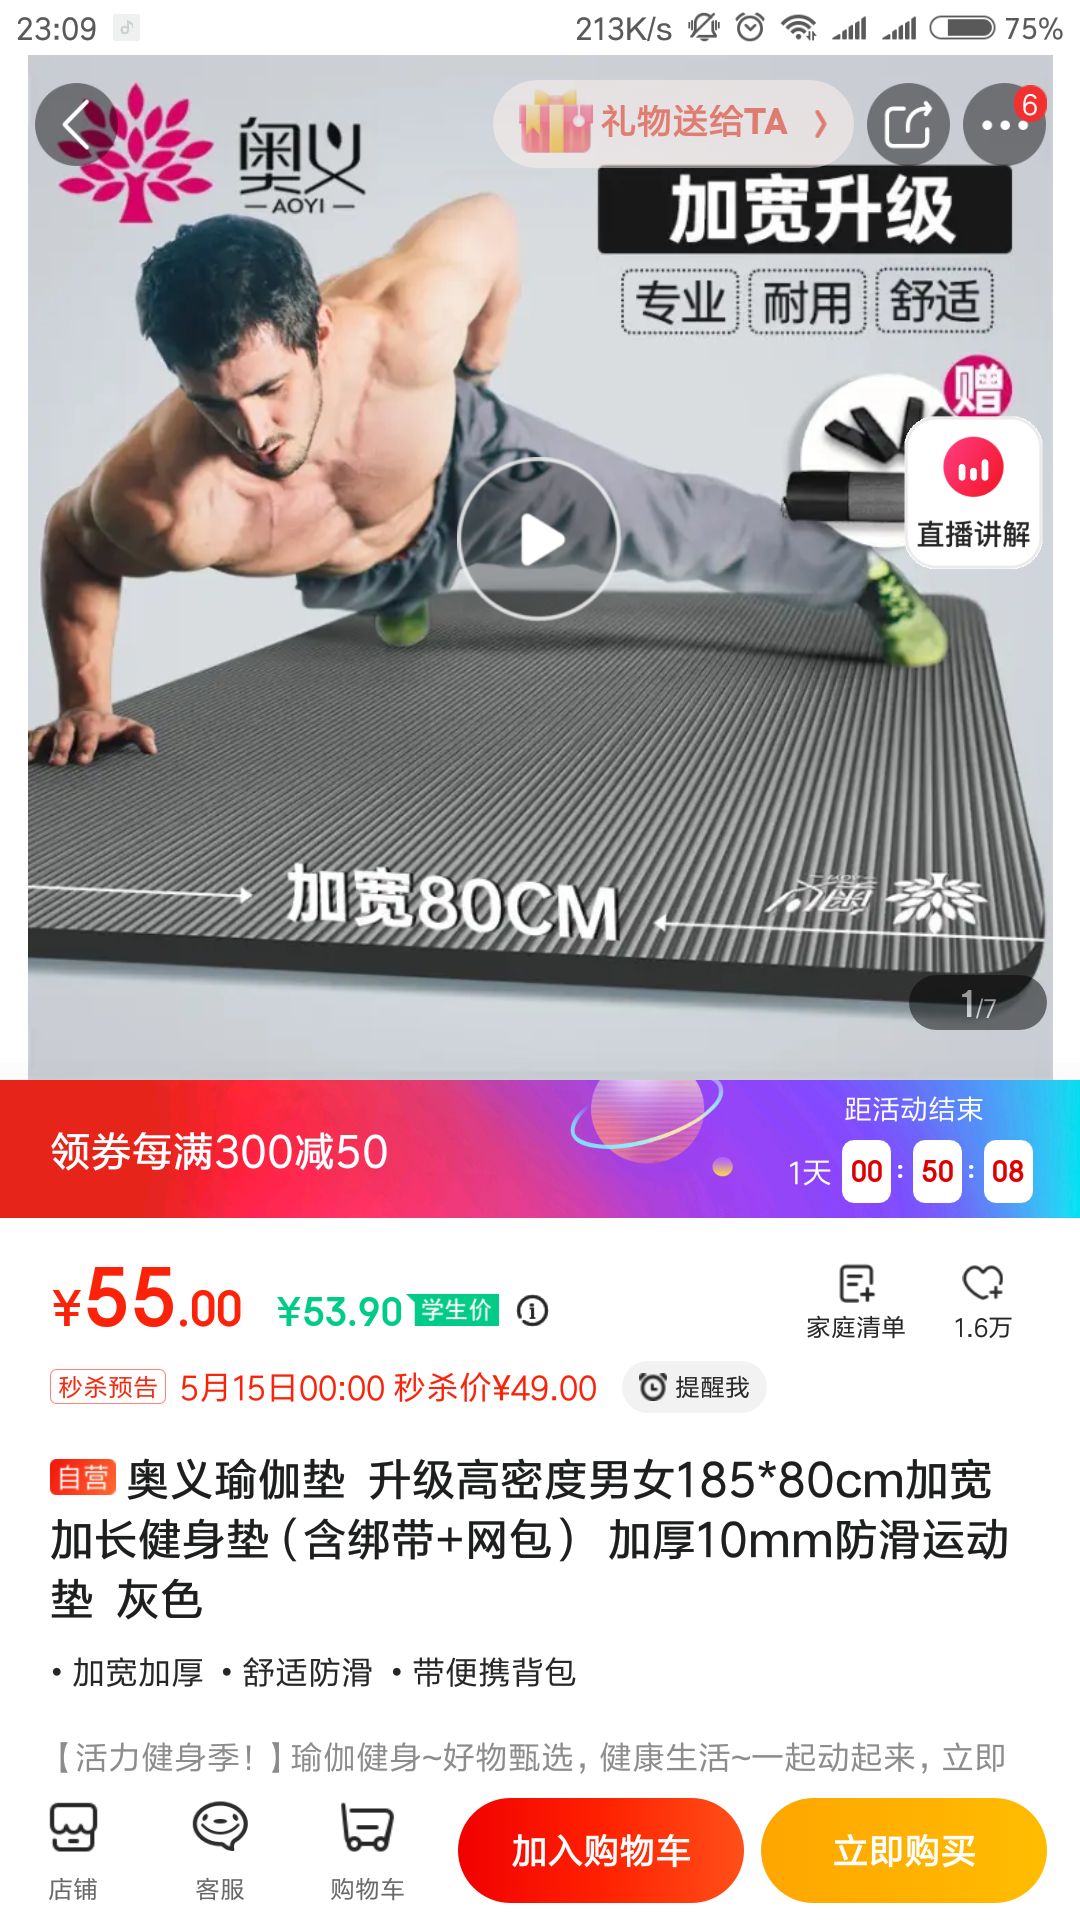 23:09
213K/s
75%
奥义
AOYI
礼物送给TA
6
加宽升级
专业 耐用 舒适
赠
直播讲解
加宽80CM
奥义
AOYI
1/7
领券每满300减50
距活动结束
1天 00 : 50 : 08
¥55.00 ¥53.90 学生价
家庭清单 1.6万
秒杀预告 5月15日00:00 秒杀价¥49.00 提醒我
自营 奥义瑜伽垫 升级高密度男女185*80cm加宽
加长健身垫（含绑带+网包） 加厚10mm防滑运动
垫 灰色
• 加宽加厚 • 舒适防滑 • 带便携背包
【活力健身季！】瑜伽健身~好物甄选，健康生活~一起动起来，立即
店铺 客服 购物车 加入购物车 立即购买